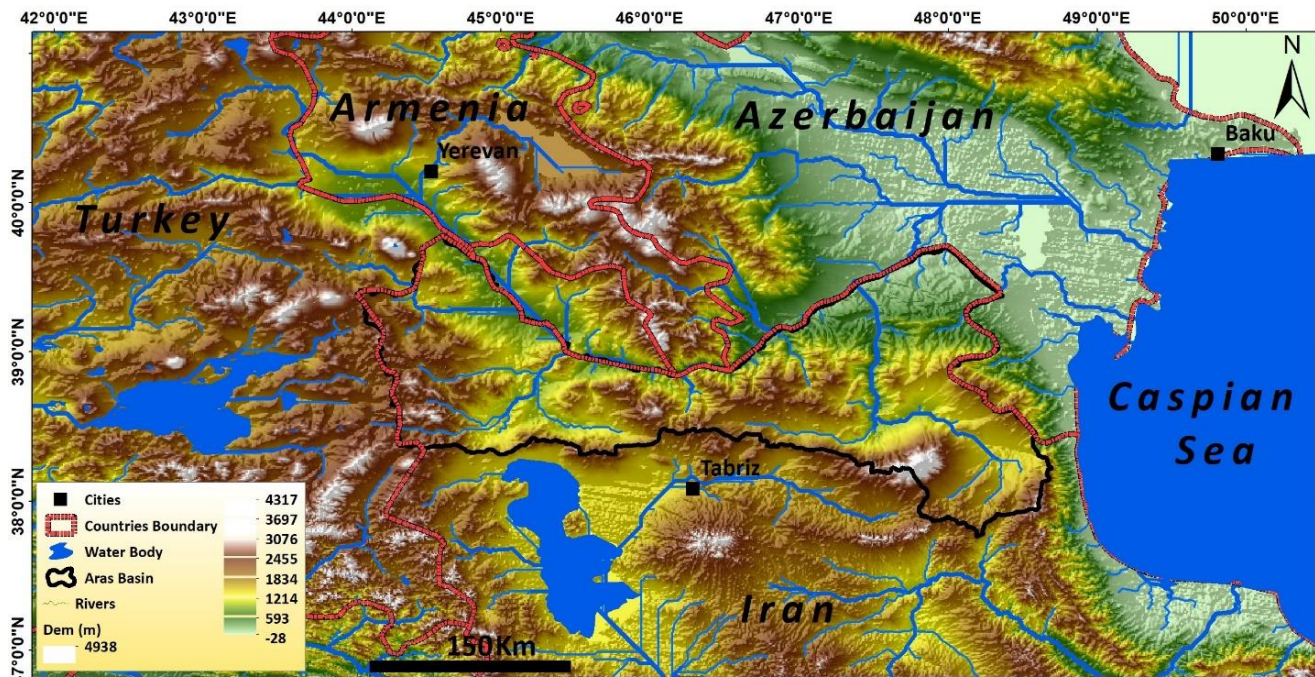 42°0'0"E 43°0'0"E 44°0'0"E 45°0'0"E 46°0'0"E 47°0'0"E 48°0'0"E 49°0'0"E 50°0'0"E
N
Armenia
Azerbaijan
Baku
Yerevan
40°0'0"N
Turkey
39°0'0"N
Caspian
Sea
Tabriz
38°0'0"N
Iran
7°0'0"N
150Km
Cities
Countries Boundary
Water Body
Aras Basin
Rivers
Dem (m)
4938
4317
3697
3076
2455
1834
1214
593
-28